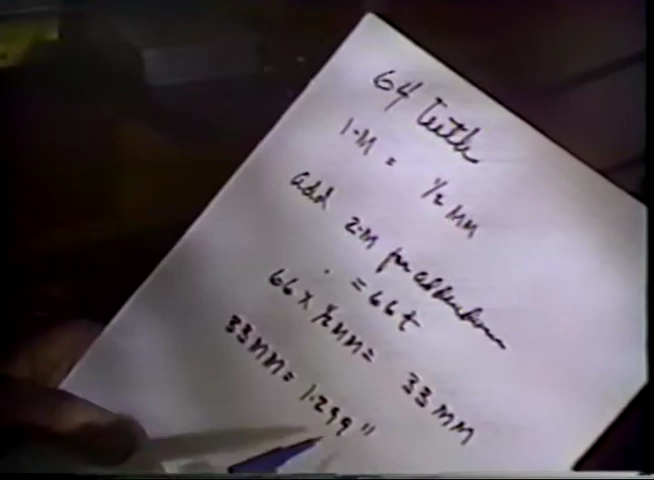 64 Teeth
1-M = 1/2 MM
add 2-M for addendum
. = 66t
66 x 1/2 MM = 33 MM
33 MM = 1.299"